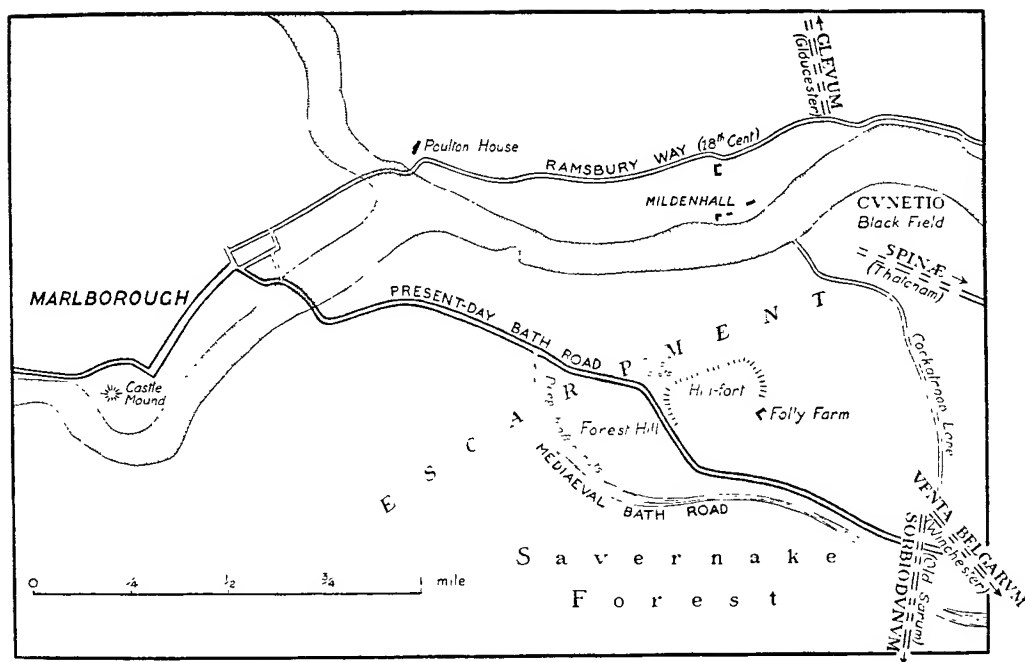 GLEVUM
(Gloucester)
Poulton House
RAMSBURY WAY (18th Cent)
MILDENHALL
CVNETIO
Black Field
SPINÆ
(Thatcham)
MARLBOROUGH
PRESENT-DAY BATH ROAD
ESCARPMENT
Castle
Mound
Hill-fort
Folly Farm
Forest Hill
Lane
MEDIAEVAL BATH ROAD
VENTA BELGARVM
(Winchester)
SORBIODVNVM
(Old Sarum)
Savernake
Forest
0 ¼ 1/2 ¾ mile